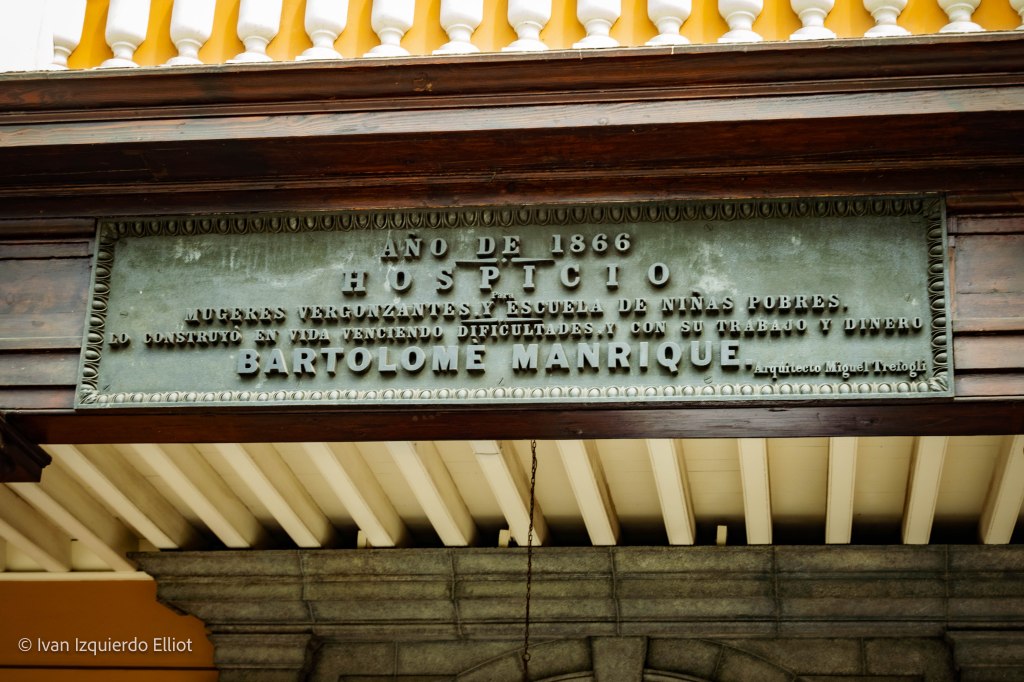 AÑO DE 1866
HOSPICIO
Para
MUGERES VERGONZANTES, Y ESCUELA DE NIÑAS POBRES,
LO CONSTRUYÓ EN VIDA VENCIENDO DIFICULTADES, Y CON SU TRABAJO Y DINERO
BARTOLOMÈ MANRIQUE.
Arquitecto Miguel Trefogli
© Ivan Izquierdo Elliot